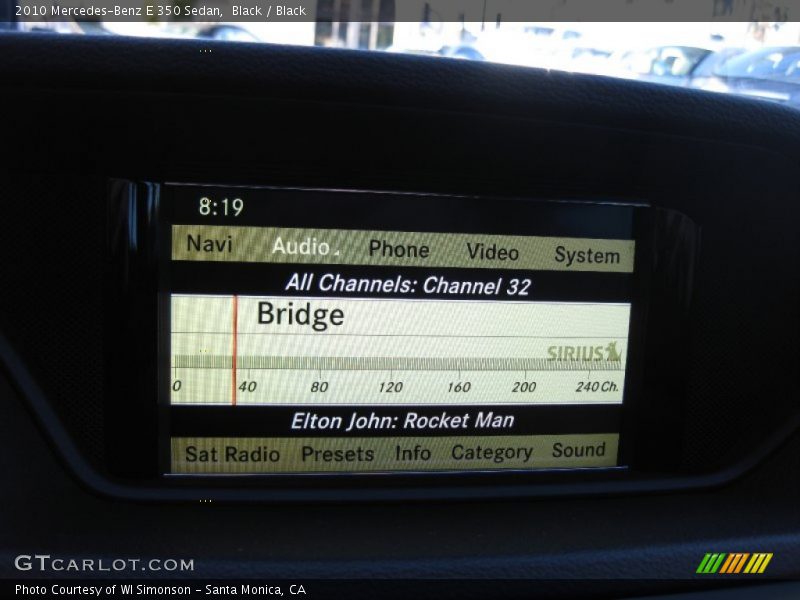 2010 Mercedes-Benz E 350 Sedan, Black / Black
8:19
Navi Audio Phone Video System
All Channels: Channel 32
Bridge
SIRIUS
0 40 80 120 160 200 240 Ch.
Elton John: Rocket Man
Sat Radio Presets Info Category Sound
GTCARLOT.COM
Photo Courtesy of WI Simonson - Santa Monica, CA